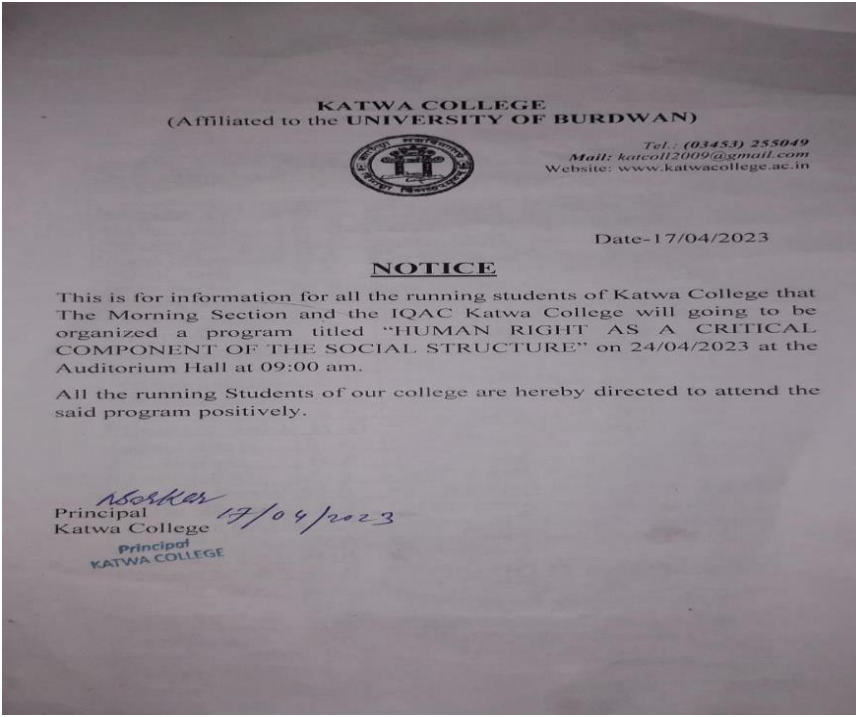 KATWA COLLEGE
(Affiliated to the UNIVERSITY OF BURDWAN)
Tel.: (03453) 255049
Mail: katcoll2009@gmail.com
Website: www.katwacollege.ac.in
Date-17/04/2023
NOTICE
This is for information for all the running students of Katwa College that
The Morning Section and the IQAC Katwa College will going to be
organized a program titled “HUMAN RIGHT AS A CRITICAL
COMPONENT OF THE SOCIAL STRUCTURE” on 24/04/2023 at the
Auditorium Hall at 09:00 am.
All the running Students of our college are hereby directed to attend the
said program positively.
Principal
Katwa College 17/04/2023
Principal
KATWA COLLEGE